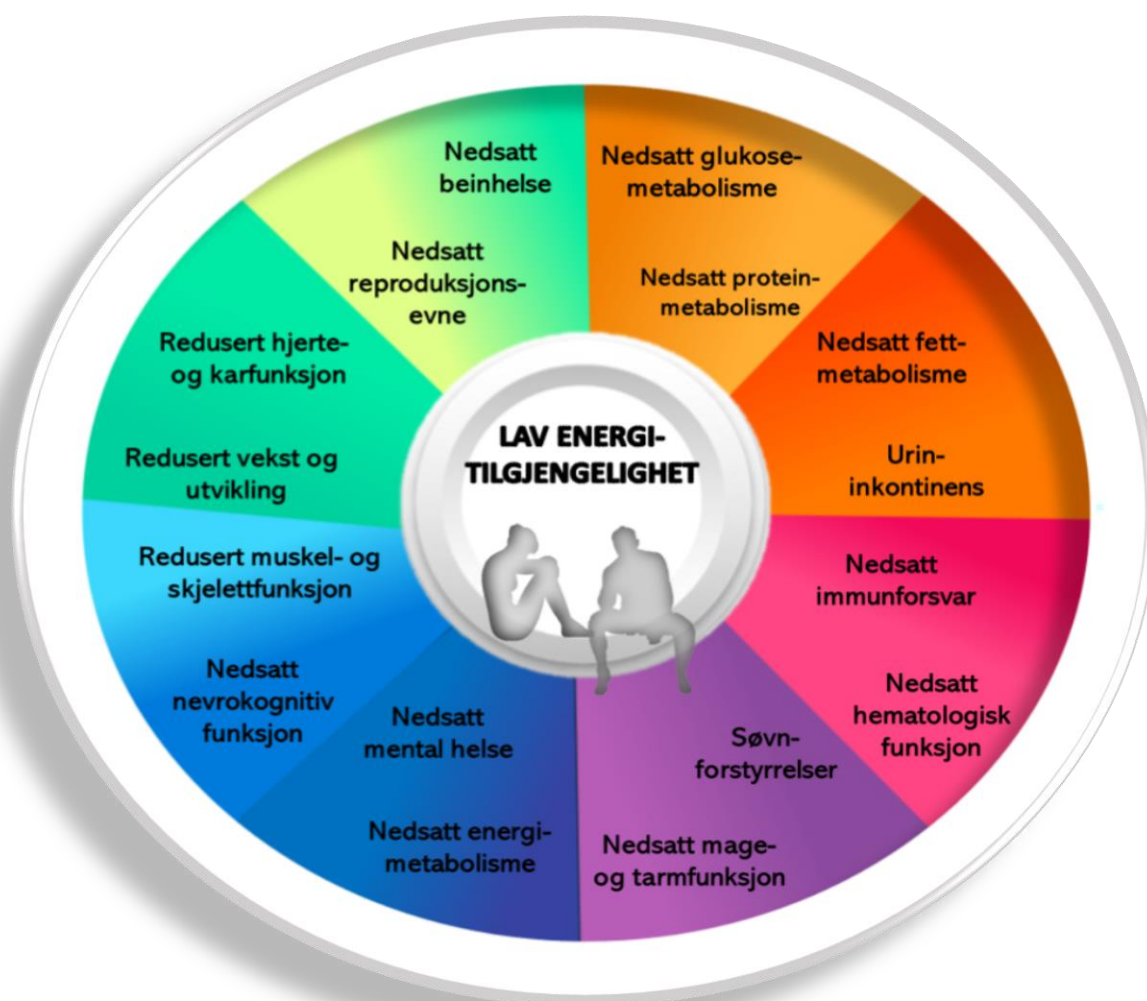 Nedsatt
beinhelse
Nedsatt
reproduksjons-
evne
Nedsatt glukose-
metabolisme
Nedsatt protein-
metabolisme
Nedsatt fett-
metabolisme
Urin-
inkontinens
Nedsatt
immunforsvar
Nedsatt
hematologisk
funksjon
Søvn-
forstyrrelser
Nedsatt mage-
og tarmfunksjon
Nedsatt
mental helse
Nedsatt energi-
metabolisme
Redusert muskel- og
skjelettfunksjon
Nedsatt
nevrokognitiv
funksjon
Redusert hjerte-
og karfunksjon
Redusert vekst og
utvikling
LAV ENERGI-
TILGJENGELIGHET